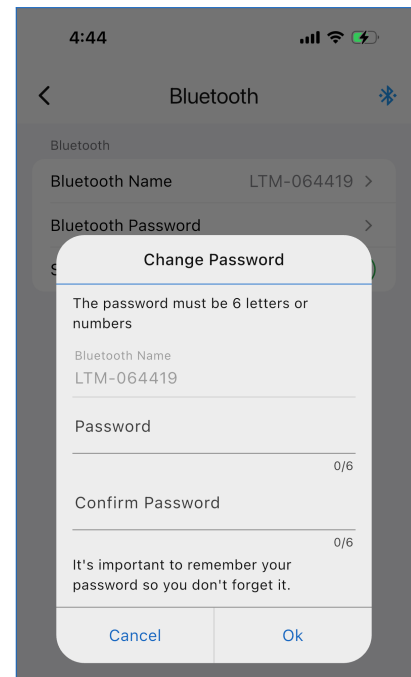 4:44
Bluetooth
Bluetooth
Bluetooth Name LTM-064419
Bluetooth Password
S
Change Password
The password must be 6 letters or
numbers
Bluetooth Name
LTM-064419
Password
0/6
Confirm Password
0/6
It's important to remember your
password so you don't forget it.
Cancel Ok